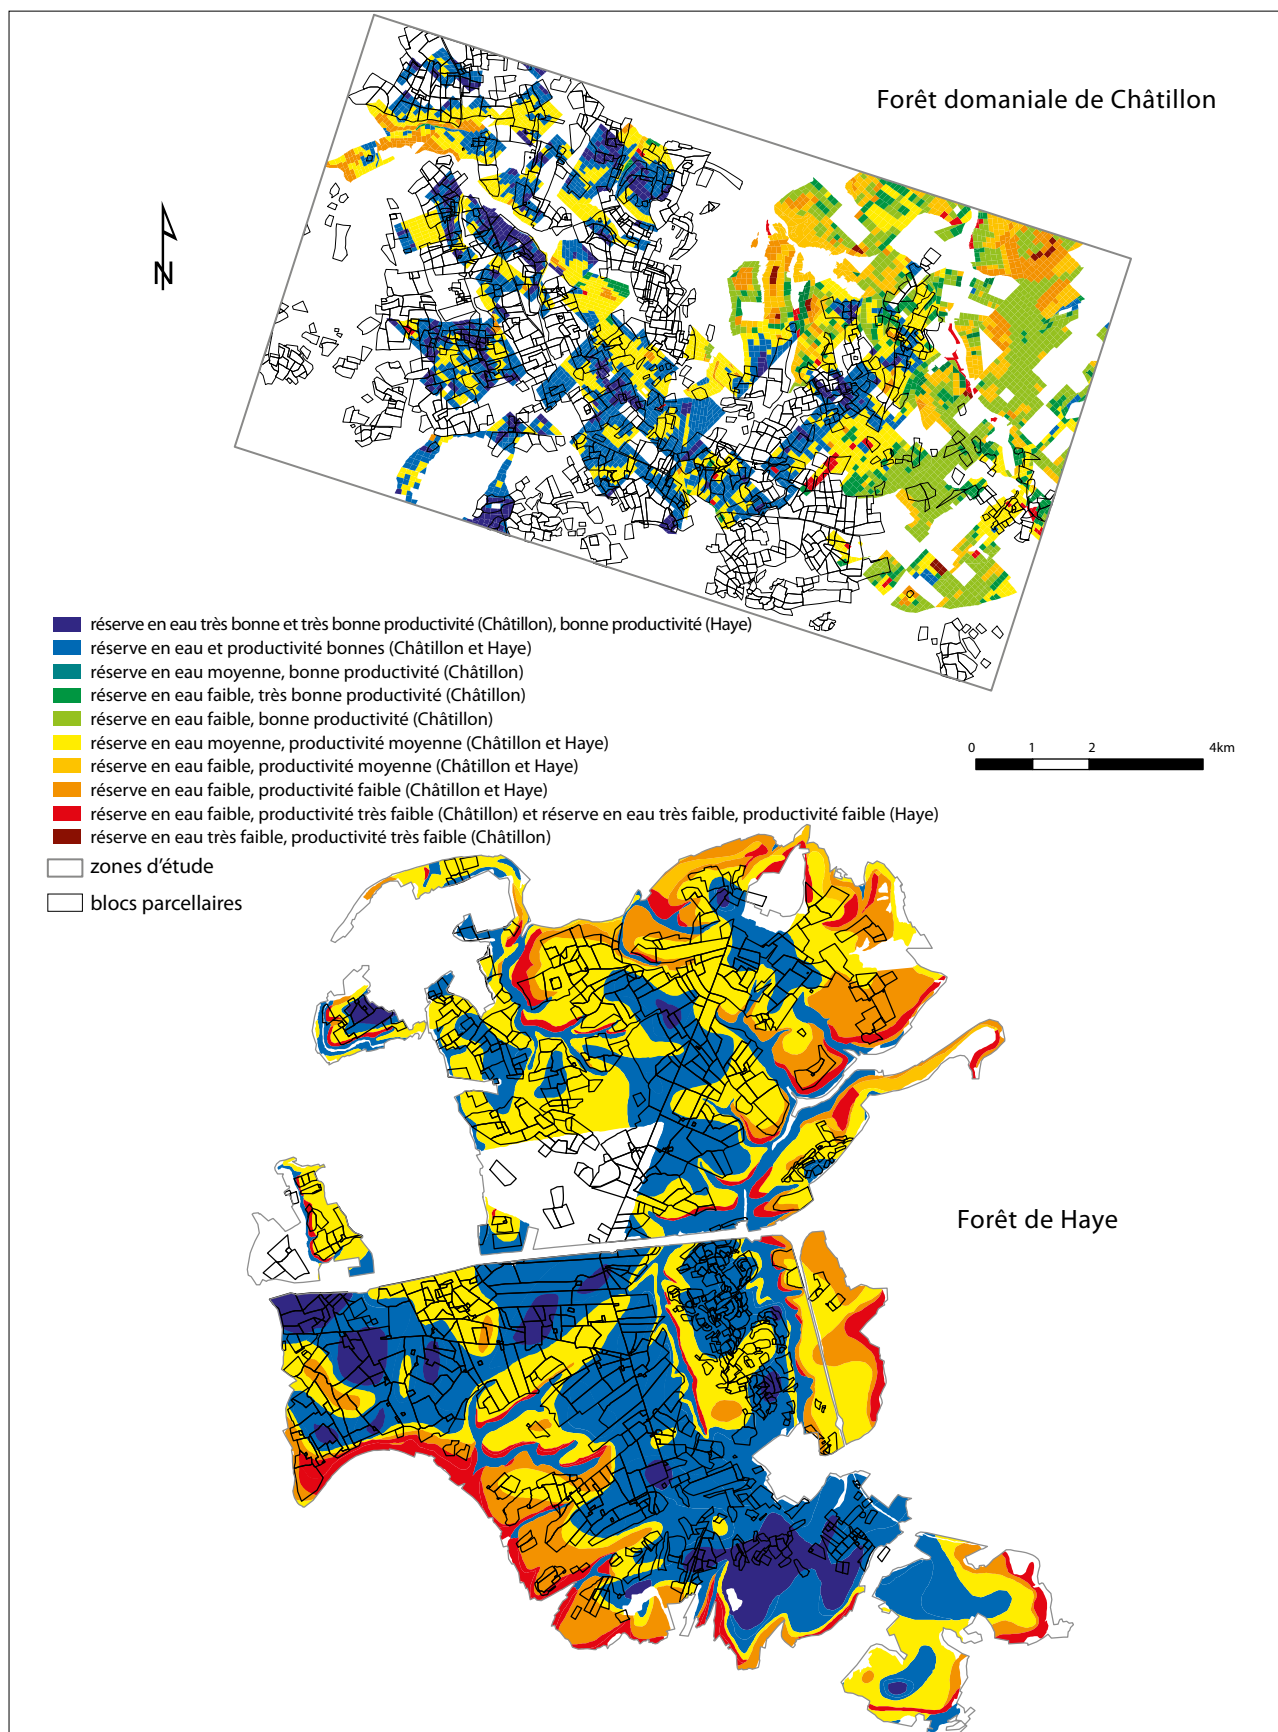 Forêt domaniale de Châtillon
N
réserve en eau très bonne et très bonne productivité (Châtillon), bonne productivité (Haye)
réserve en eau et productivité bonnes (Châtillon et Haye)
réserve en eau moyenne, bonne productivité (Châtillon)
réserve en eau faible, très bonne productivité (Châtillon)
réserve en eau faible, bonne productivité (Châtillon)
réserve en eau moyenne, productivité moyenne (Châtillon et Haye)
réserve en eau faible, productivité moyenne (Châtillon et Haye)
réserve en eau faible, productivité faible (Châtillon et Haye)
réserve en eau faible, productivité très faible (Châtillon) et réserve en eau très faible, productivité faible (Haye)
réserve en eau très faible, productivité très faible (Châtillon)
zones d'étude
blocs parcellaires
0 1 2 4km
Forêt de Haye